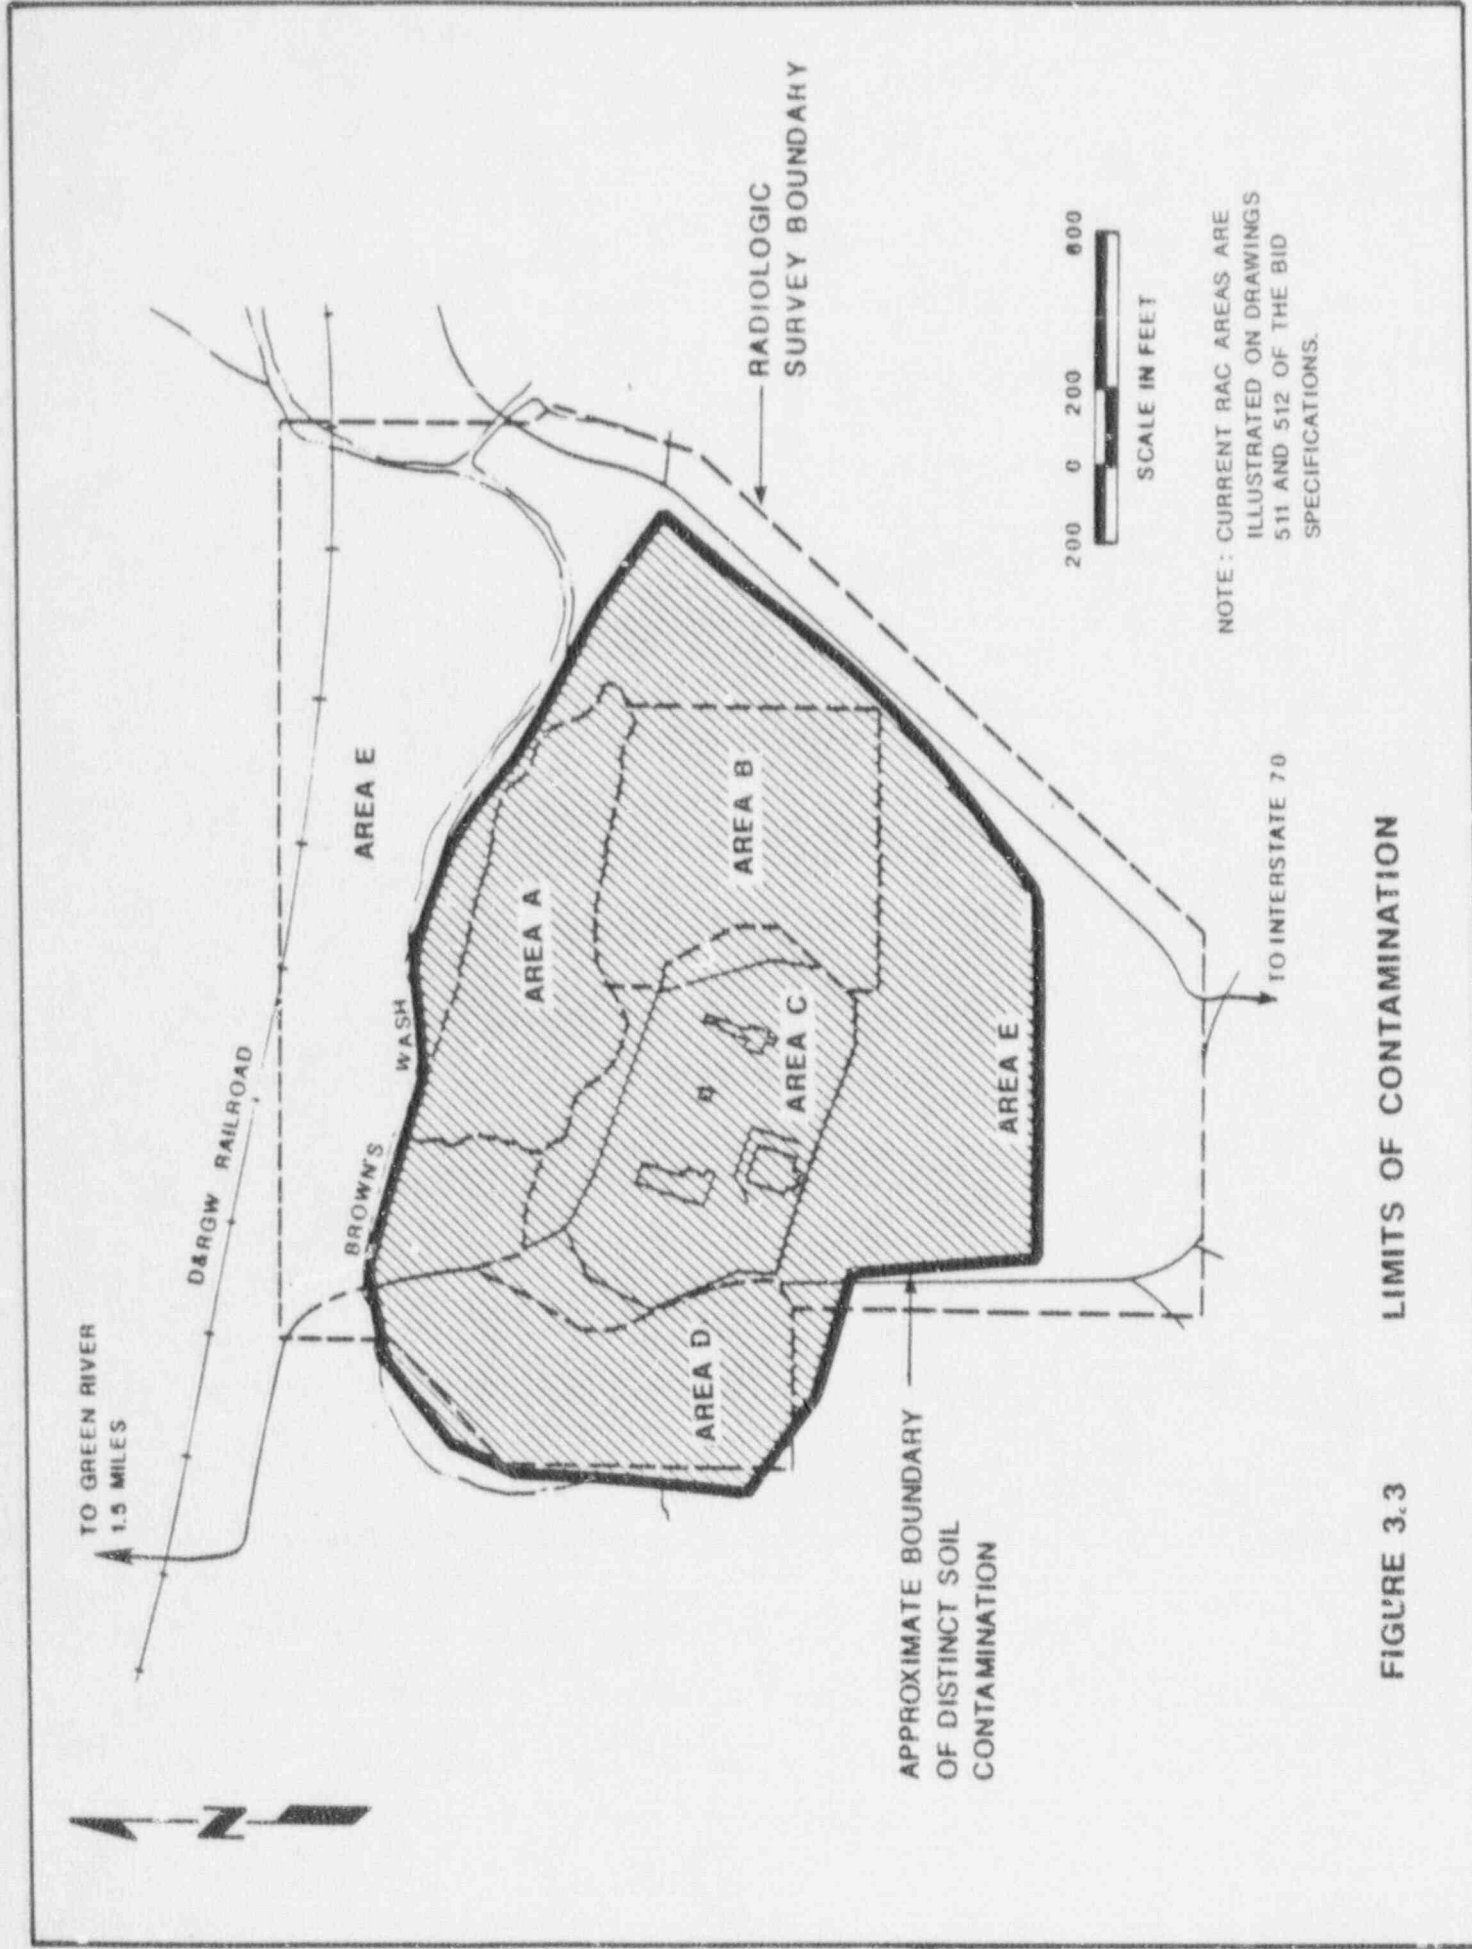 TO GREEN RIVER
1.5 MILES
D&RGW RAILROAD
BROWN'S WASH
AREA E
AREA A
AREA B
AREA C
AREA D
AREA E
N
RADIOLOGIC
SURVEY BOUNDARY
APPROXIMATE BOUNDARY
OF DISTINCT SOIL
CONTAMINATION
TO INTERSTATE 70
200 0 200 600
SCALE IN FEET
NOTE: CURRENT RAC AREAS ARE
ILLUSTRATED ON DRAWINGS
511 AND 512 OF THE BID
SPECIFICATIONS.
FIGURE 3.3 LIMITS OF CONTAMINATION